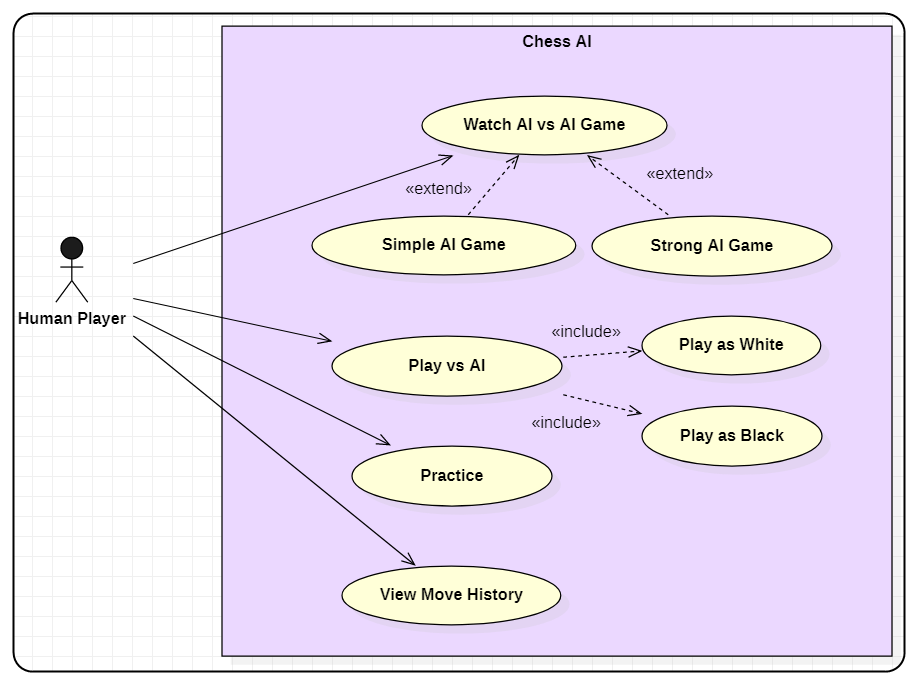 Chess AI
Watch AI vs AI Game
«extend»
«extend»
Simple AI Game
Strong AI Game
Human Player
«include»
Play as White
Play vs AI
«include»
Play as Black
Practice
View Move History